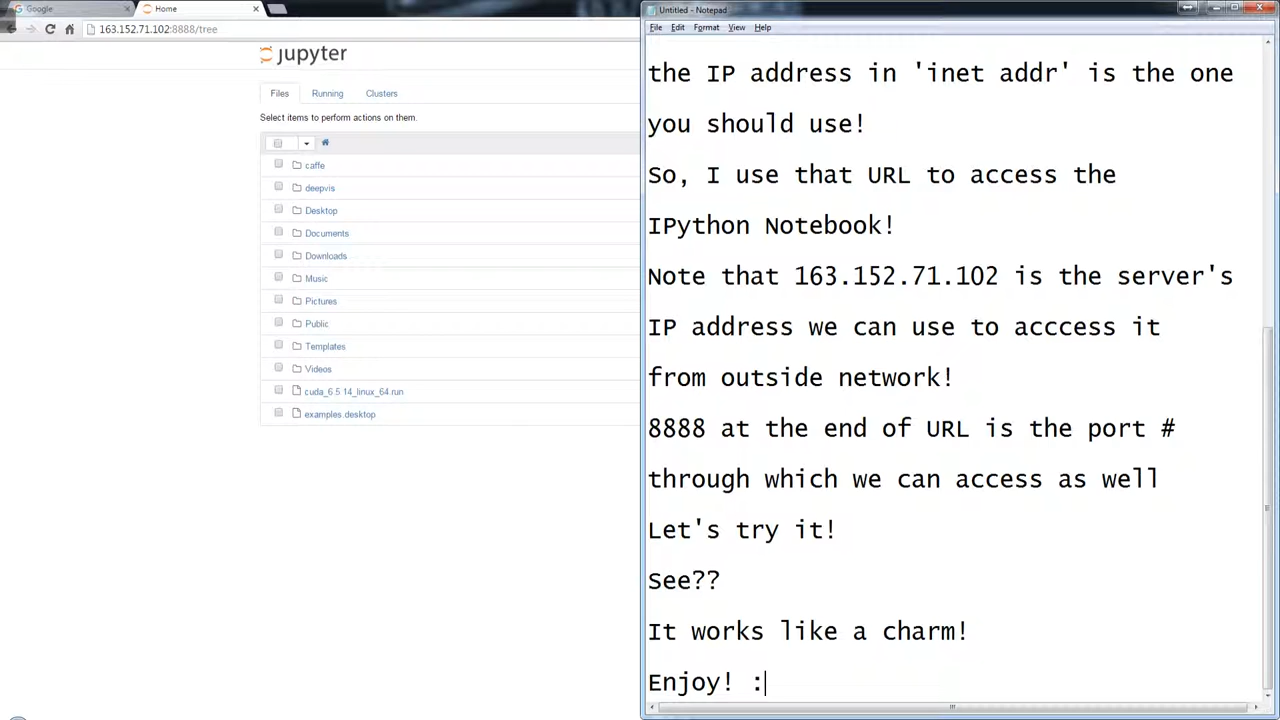 Google
Home
163.152.71.102:8888/tree
jupyter
Files
Running
Clusters
Select items to perform actions on them.
caffe
deepvis
Desktop
Documents
Downloads
Music
Pictures
Public
Templates
Videos
cuda_6.5 14_linux_64.run
examples.desktop
Untitled - Notepad
File Edit Format View Help
the IP address in 'inet addr' is the one
you should use!
So, I use that URL to access the
IPython Notebook!
Note that 163.152.71.102 is the server's
IP address we can use to acccess it
from outside network!
8888 at the end of URL is the port #
through which we can access as well
Let's try it!
See??
It works like a charm!
Enjoy! :